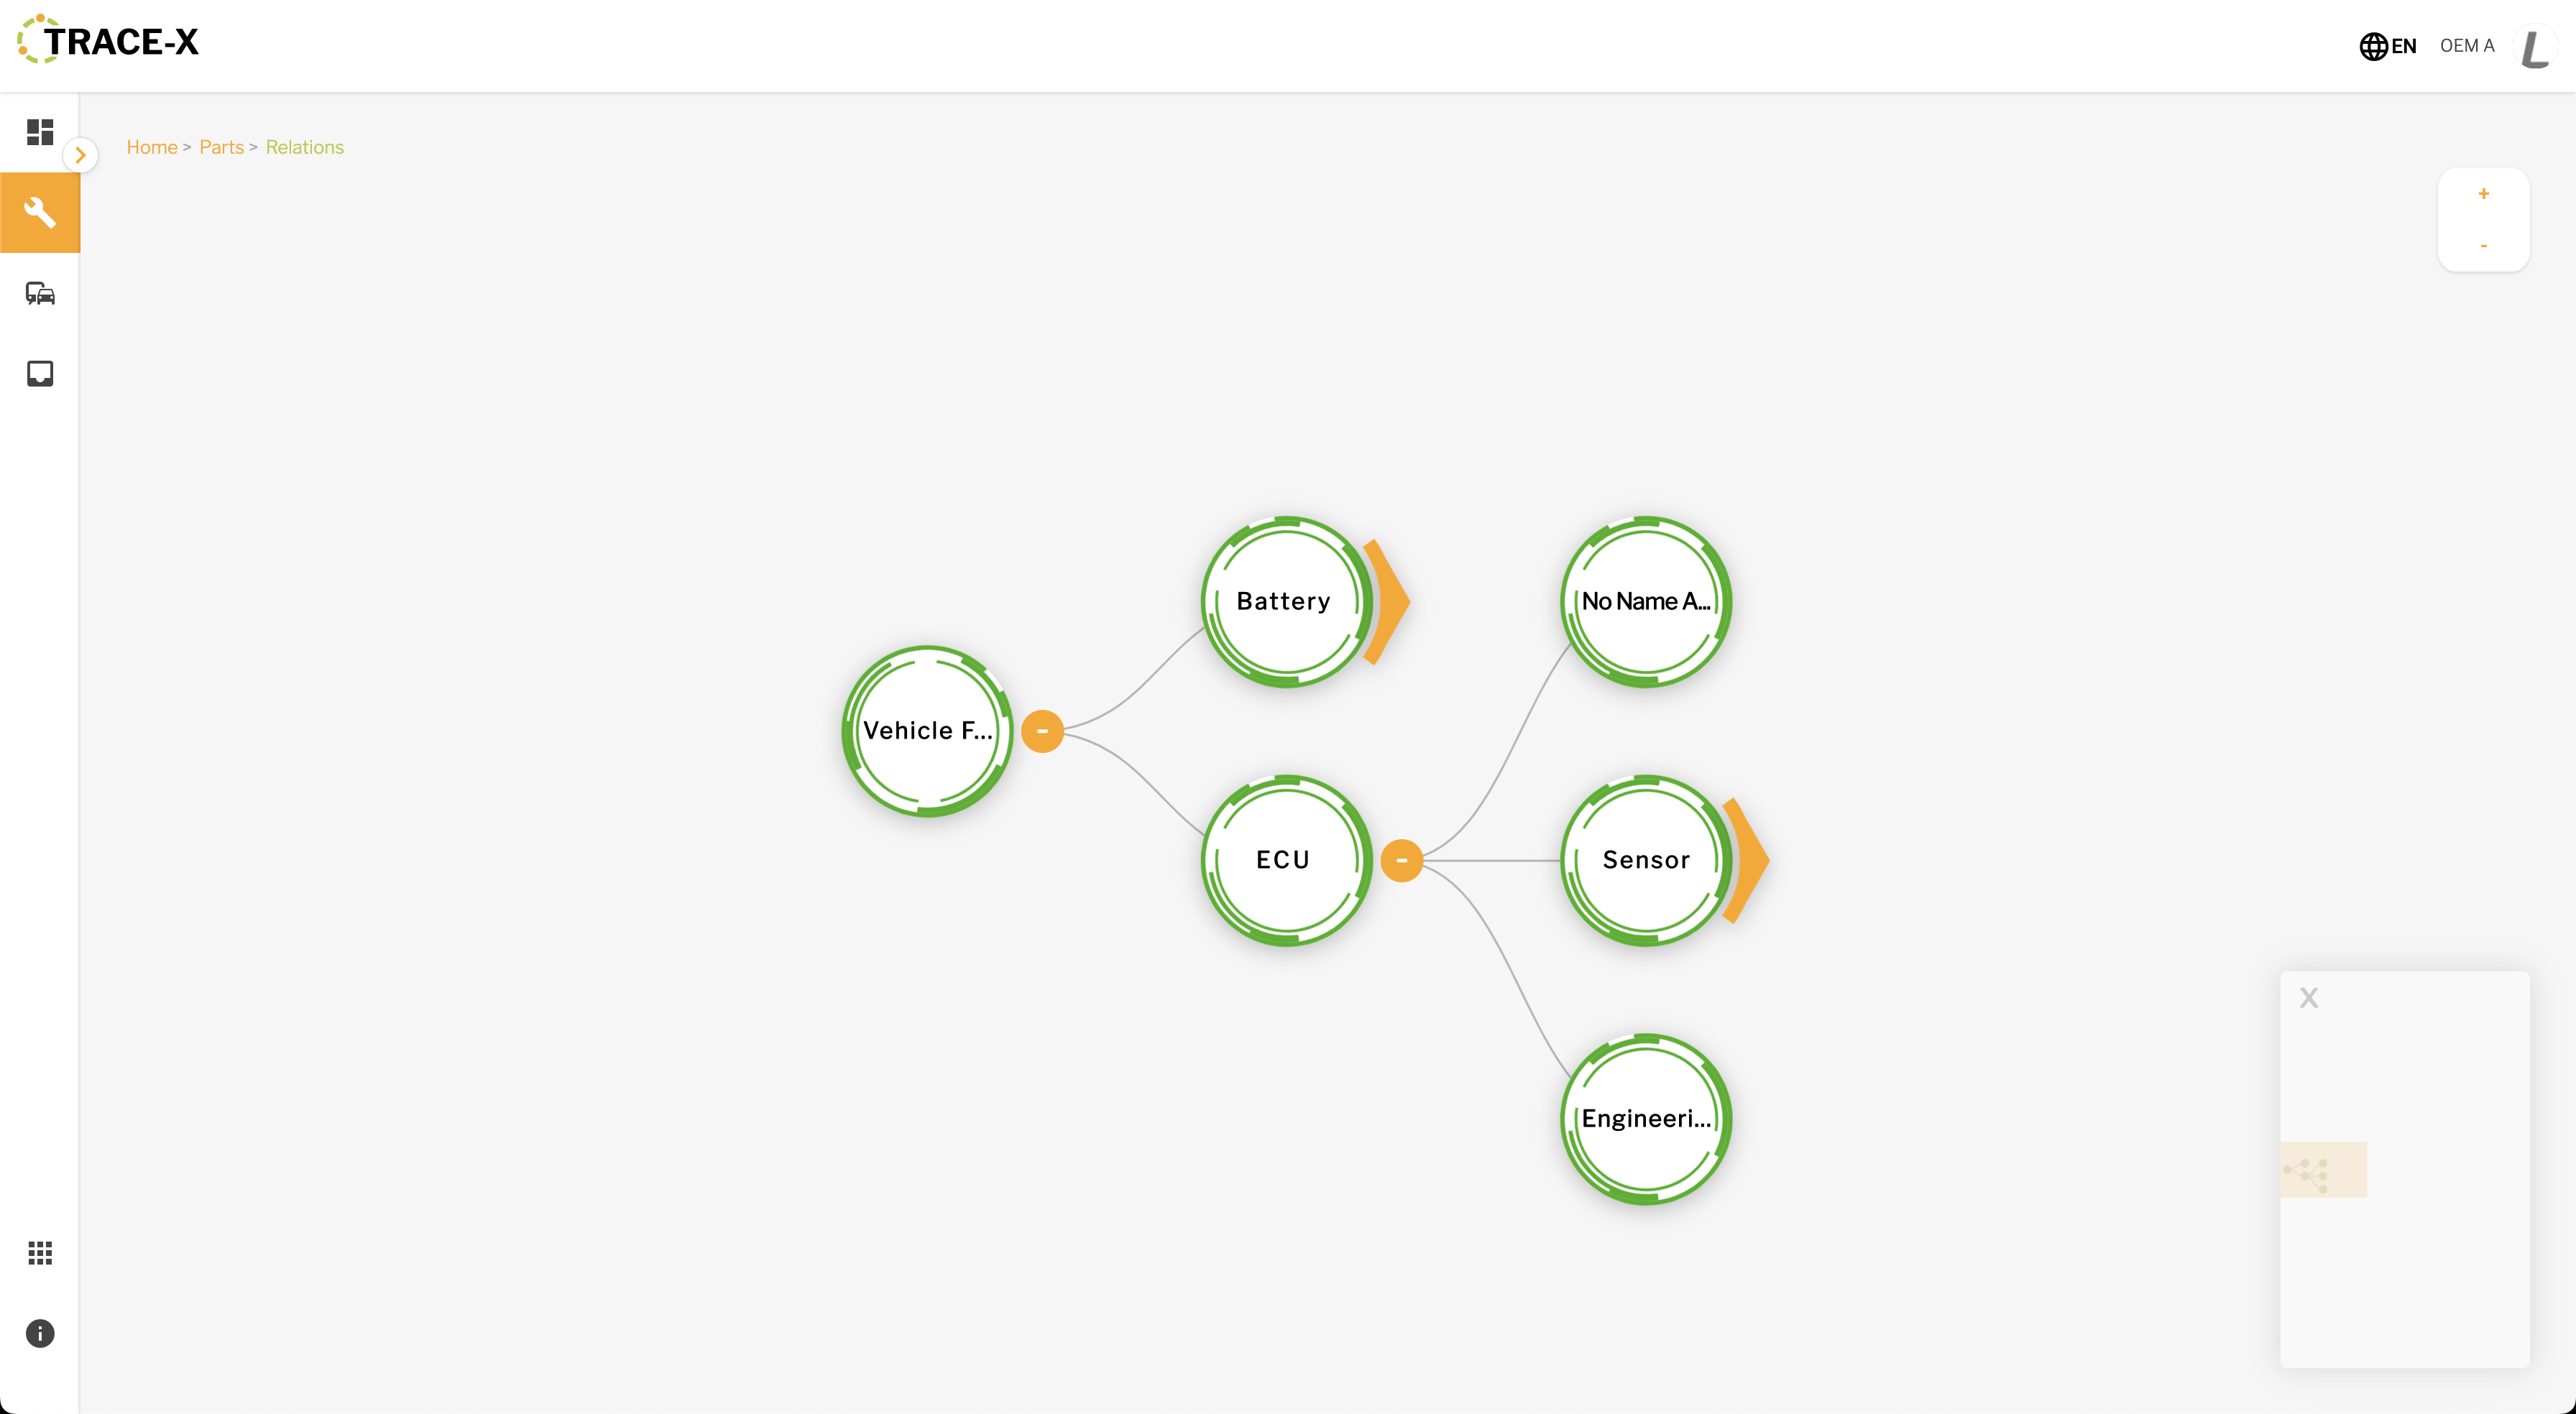 TRACE-X
EN OEM A L
Home > Parts > Relations
+
-
Battery
No Name A...
Vehicle F...
-
ECU
-
Sensor
X
Engineeri...